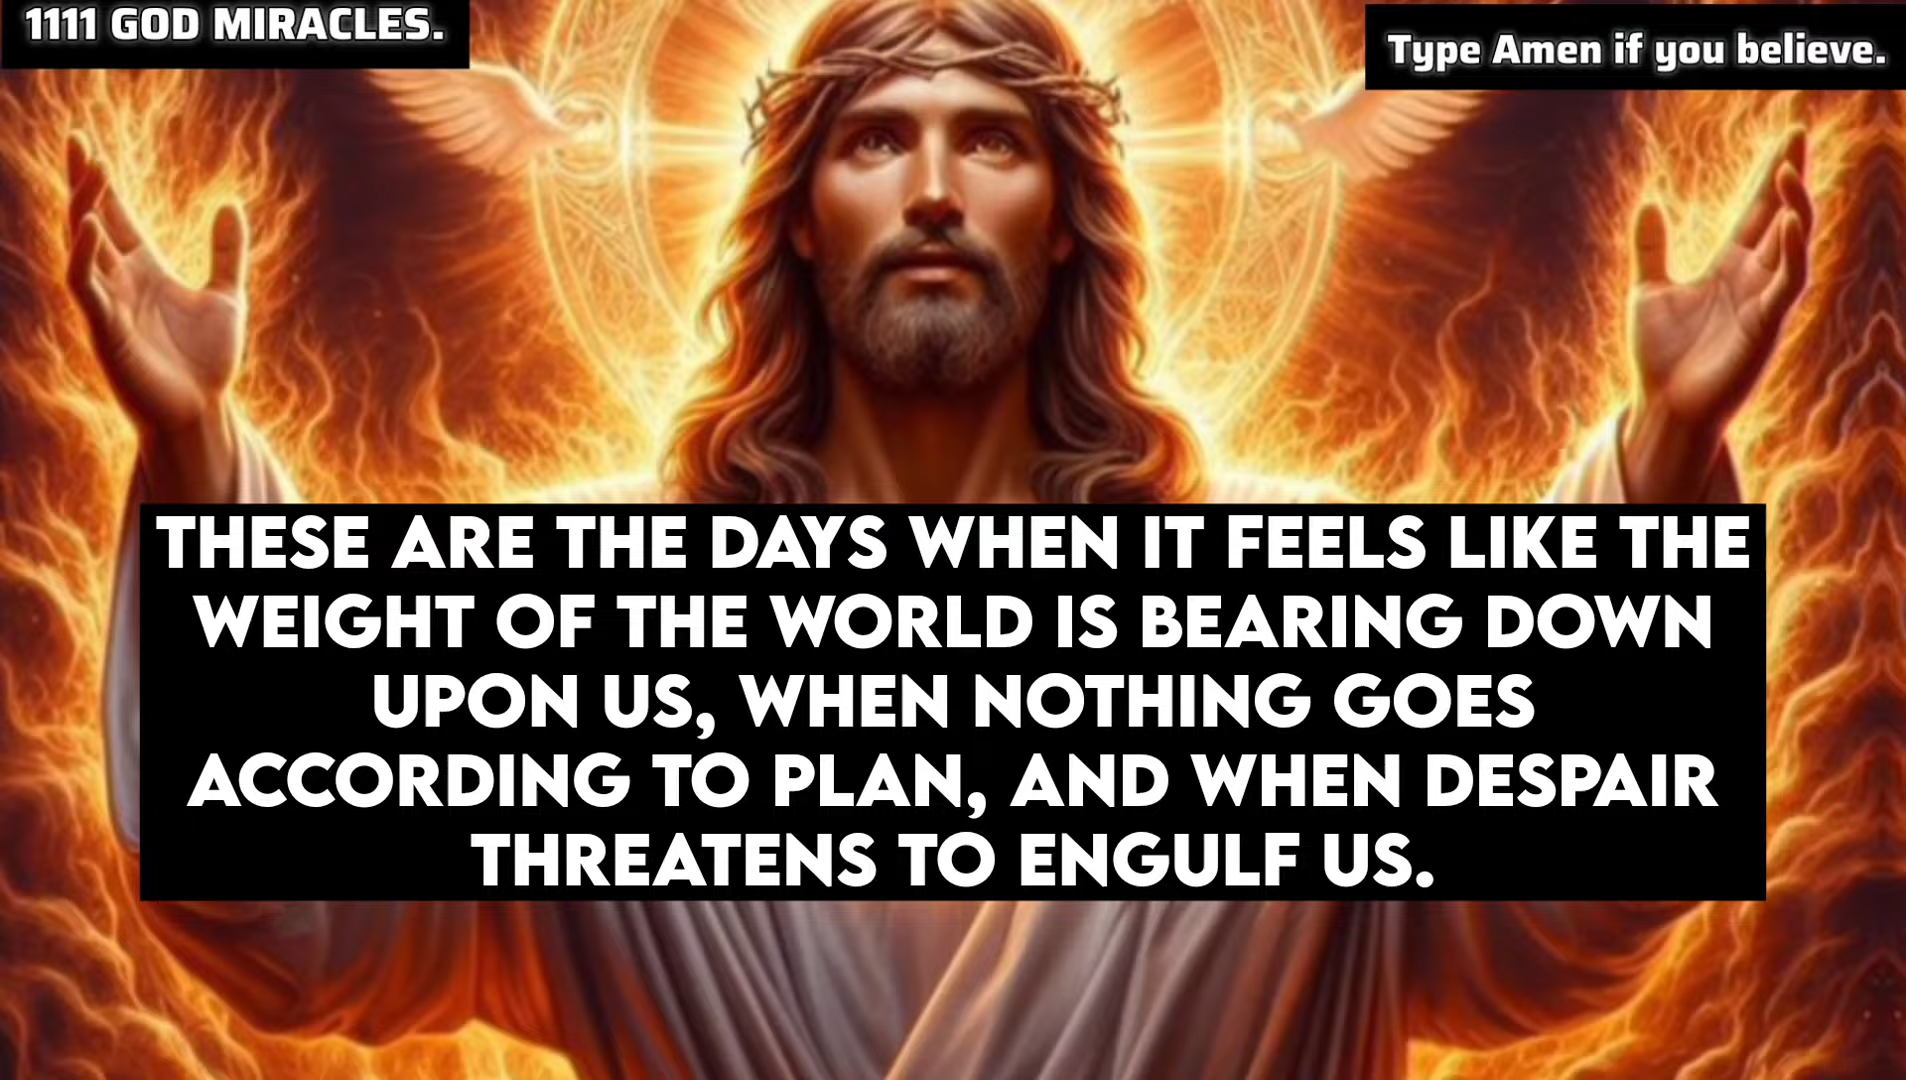 1111 GOD MIRACLES.
Type Amen if you believe.
THESE ARE THE DAYS WHEN IT FEELS LIKE THE
WEIGHT OF THE WORLD IS BEARING DOWN
UPON US, WHEN NOTHING GOES
ACCORDING TO PLAN, AND WHEN DESPAIR
THREATENS TO ENGULF US.